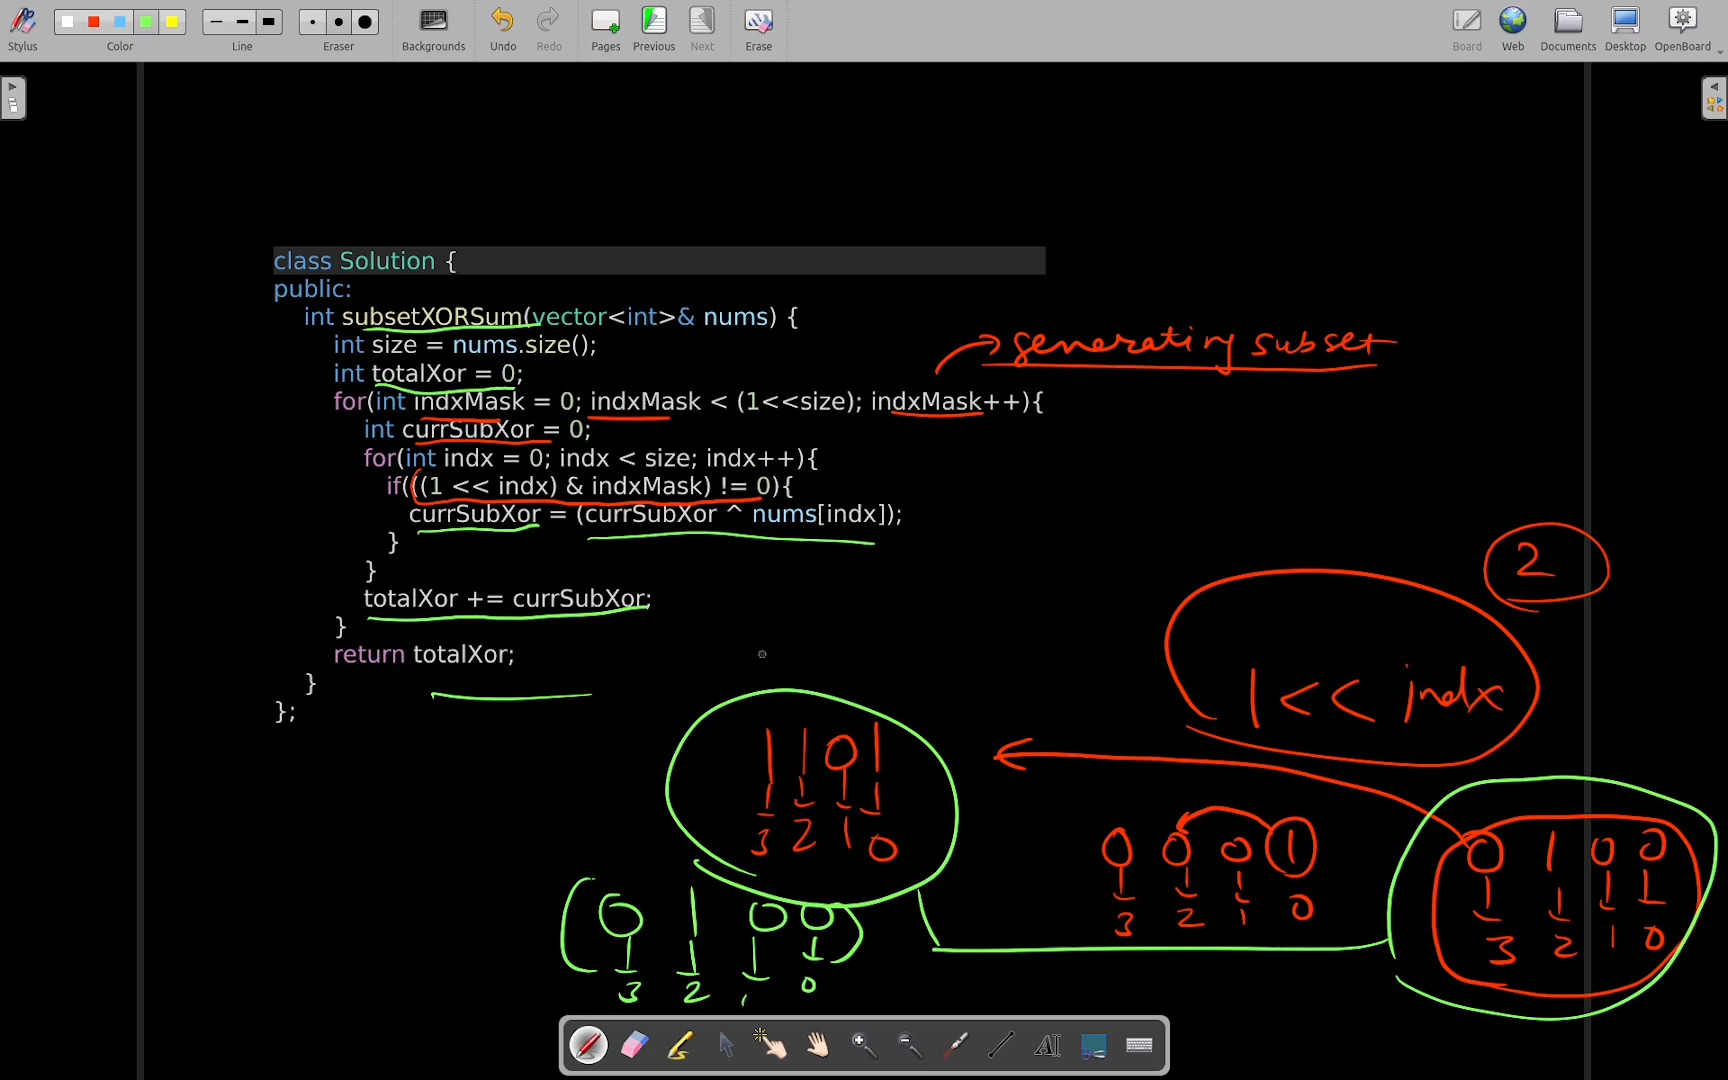 Stylus Color Line Eraser Backgrounds Undo Redo Pages Previous Next Erase Board Web Documents Desktop OpenBoard
class Solution {
public:
int subsetXORSum(vector<int>& nums) {
int size = nums.size();
→ generating subset
int totalXor = 0;
for(int indxMask = 0; indxMask < (1<<size); indxMask++){
int currSubXor = 0;
for(int indx = 0; indx < size; indx++){
if(((1 << indx) & indxMask) != 0){
currSubXor = (currSubXor ^ nums[indx]);
}
2
}
totalXor += currSubXor;
}
return totalXor;
}
1 << indx
};
1 1 0 1
3 2 1 0
0 0 0 1
3 2 1 0
0 1 0 0
3 2 1 0
(0 1 0 0)
3 2 1 0
AI